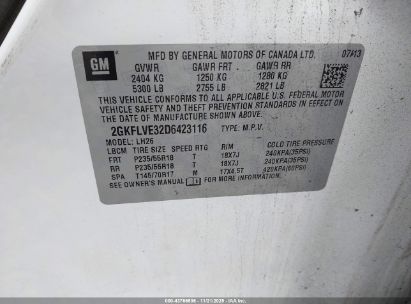 GM
MFD BY GENERAL MOTORS OF CANADA LTD. 07/13
GVWR GAWR FRT GAWR RR
2404 KG 1250 KG 1280 KG
5300 LB 2755 LB 2821 LB
THIS VEHICLE CONFORMS TO ALL APPLICABLE U.S. FEDERAL MOTOR
VEHICLE SAFETY AND THEFT PREVENTION STANDARDS IN EFFECT ON
THE DATE OF MANUFACTURE SHOWN ABOVE.
2GKFLVE32D6423116 TYPE: M.P.V.
MODEL: LH26
LBCM TIRE SIZE SPEED RTG RIM COLD TIRE PRESSURE
FRT P235/55R18 T 18X7J 240KPA(35PSI)
RR P235/55R18 T 18X7J 240KPA(35PSI)
SPA T145/70R17 M 17X4.5T 420KPA(60PSI)
SEE OWNER'S MANUAL FOR MORE INFORMATION.